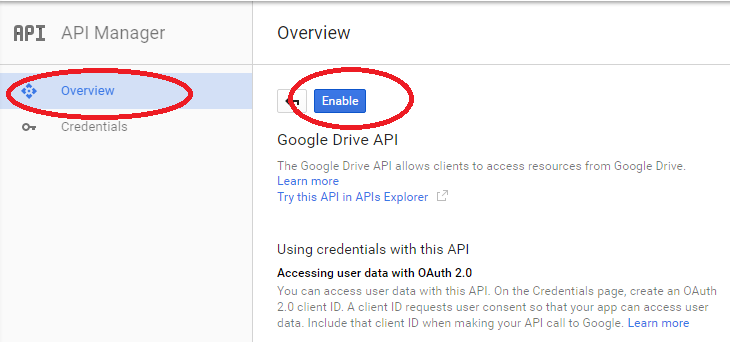 API API Manager
Overview
Overview
Credentials
Enable
Google Drive API
The Google Drive API allows clients to access resources from Google Drive.
Learn more
Try this API in APIs Explorer
Using credentials with this API
Accessing user data with OAuth 2.0
You can access user data with this API. On the Credentials page, create an OAuth
2.0 client ID. A client ID requests user consent so that your app can access user
data. Include that client ID when making your API call to Google. Learn more